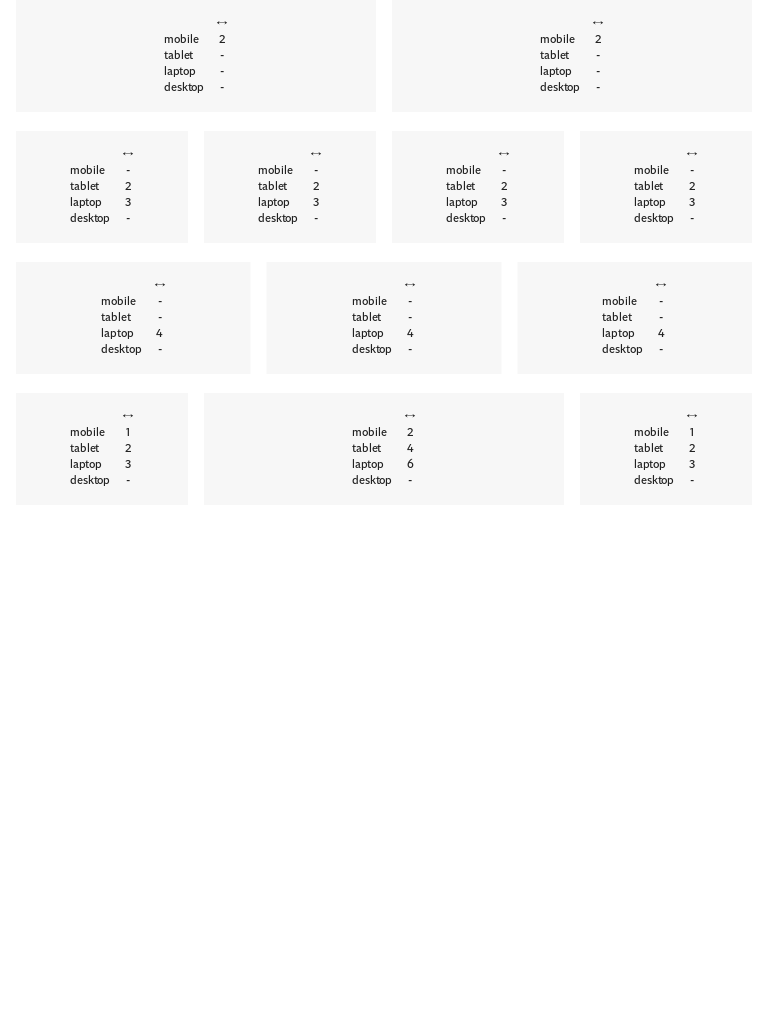 ↔
mobile 2
tablet -
laptop -
desktop -
↔
mobile 2
tablet -
laptop -
desktop -
↔
mobile -
tablet 2
laptop 3
desktop -
↔
mobile -
tablet 2
laptop 3
desktop -
↔
mobile -
tablet 2
laptop 3
desktop -
↔
mobile -
tablet 2
laptop 3
desktop -
↔
mobile -
tablet -
laptop 4
desktop -
↔
mobile -
tablet -
laptop 4
desktop -
↔
mobile -
tablet -
laptop 4
desktop -
↔
mobile 1
tablet 2
laptop 3
desktop -
↔
mobile 2
tablet 4
laptop 6
desktop -
↔
mobile 1
tablet 2
laptop 3
desktop -